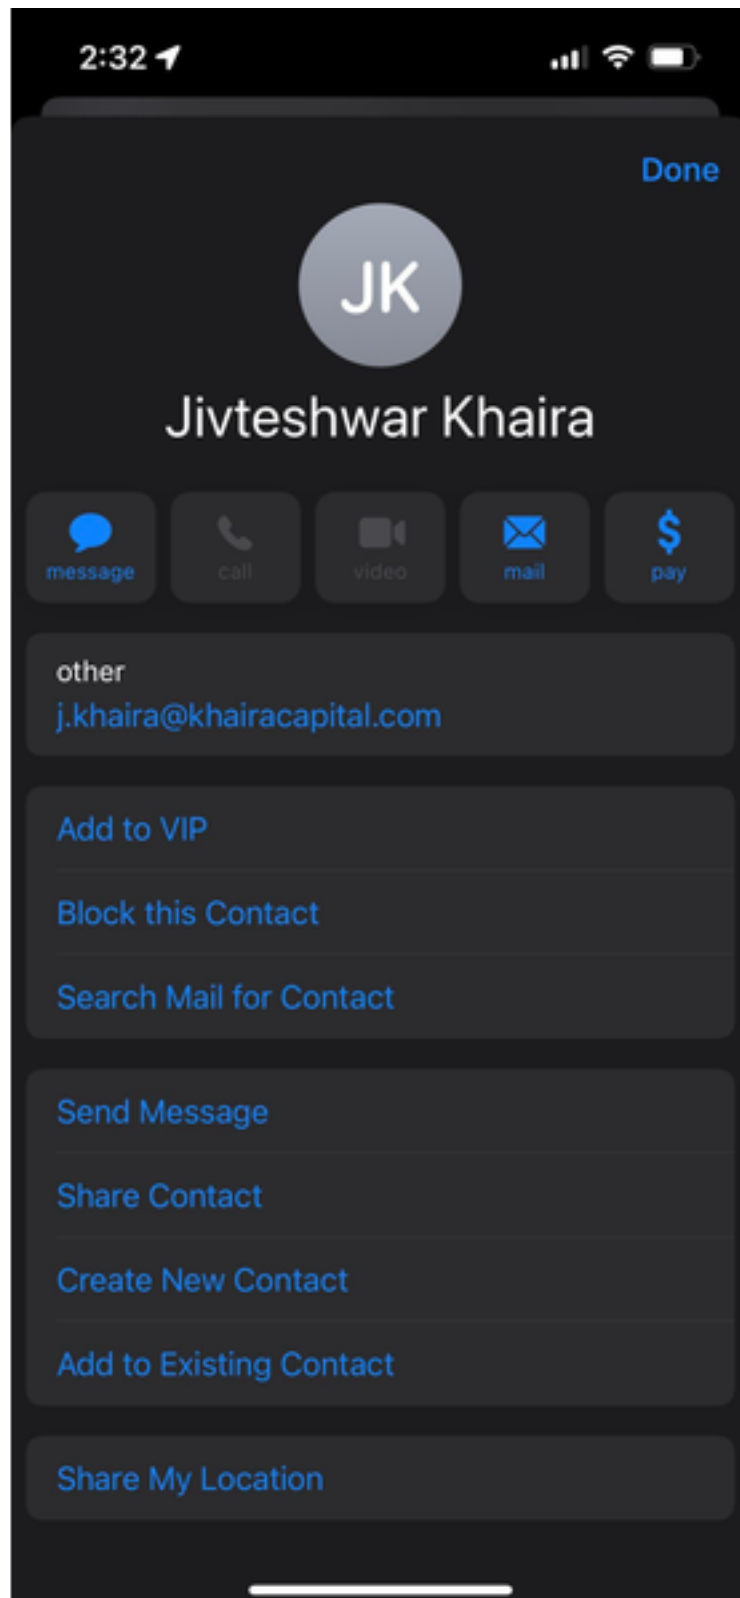 2:32
Done
JK
Jivteshwar Khaira
message call video mail pay
other
j.khaira@khairacapital.com
Add to VIP
Block this Contact
Search Mail for Contact
Send Message
Share Contact
Create New Contact
Add to Existing Contact
Share My Location